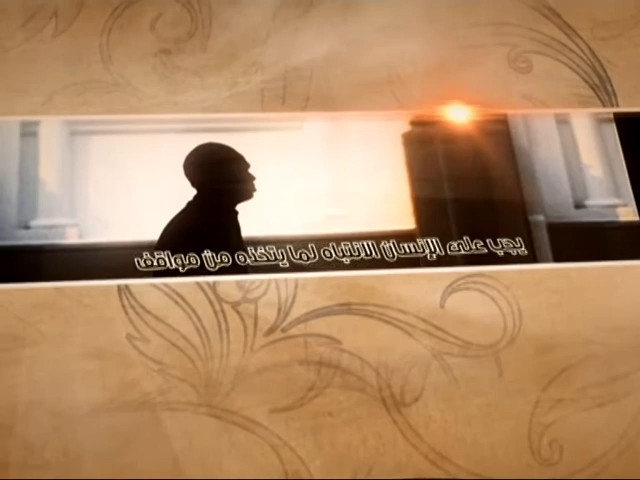 يجب على الإنسان الانتباه لما يتخذه من مواقف